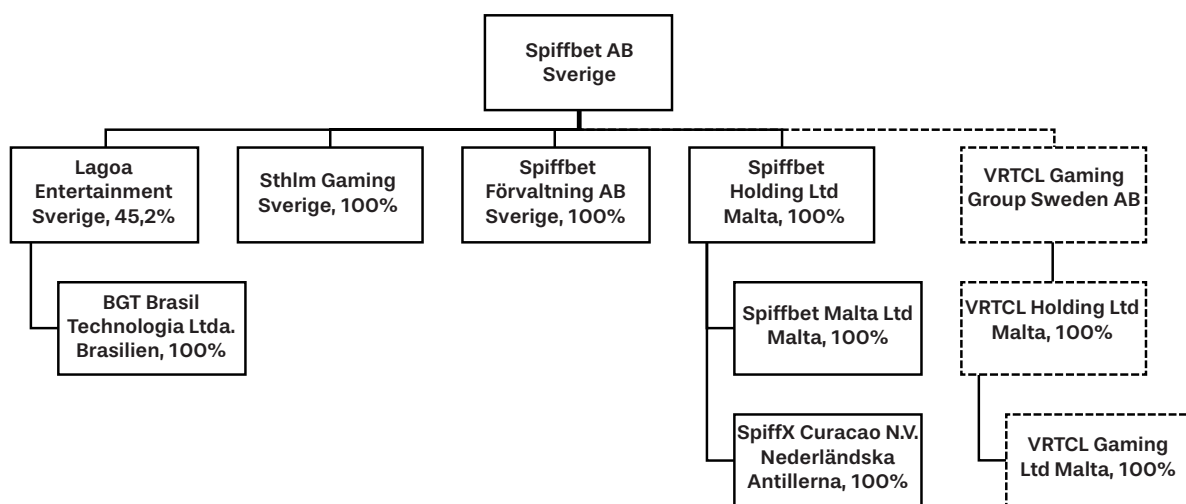 Spiffbet AB
Sverige
Lagoa
Entertainment
Sverige, 45,2%
Sthlm Gaming
Sverige, 100%
Spiffbet
Förvaltning AB
Sverige, 100%
Spiffbet
Holding Ltd
Malta, 100%
VRTCL Gaming
Group Sweden AB
BGT Brasil
Technologia Ltda.
Brasilien, 100%
Spiffbet Malta Ltd
Malta, 100%
VRTCL Holding Ltd
Malta, 100%
SpiffX Curacao N.V.
Nederländska
Antillerna, 100%
VRTCL Gaming
Ltd Malta, 100%